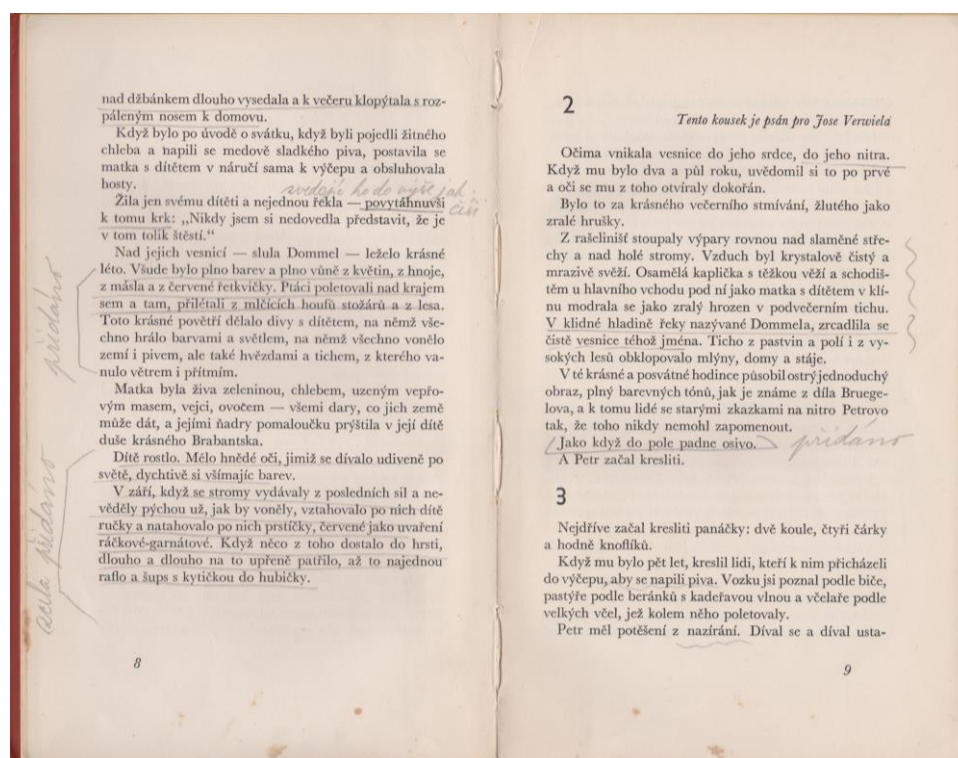 nad džbánkem dlouho vysedala a k večeru klopýtala s roz-
páleným nosem k domovu.
Když bylo po úvodě o svátku, když byli pojedli žitného
chleba a napili se medově sladkého piva, postavila se
matka s dítětem v náručí sama k výčepu a obsluhovala
hosty.
Žila jen svému dítěti a nejednou řekla — povytáhnuvši
k tomu krk: „Nikdy jsem si nedovedla představit, že je
v tom tolik štěstí.“
Nad jejich vesnicí — slula Dommel — leželo krásné
léto. Všude bylo plno barev a plno vůně z květin, z hnoje,
z másla a z červené řetkvičky. Ptáci poletovali nad krajem
sem a tam, přilétali z mlčících houfů stožárů a z lesa.
Toto krásné povětří dělalo divy s dítětem, na němž vše-
chno hrálo barvami a světlem, na němž všechno vonělo
zemí i pivem, ale také hvězdami a tichem, z kterého va-
nulo větrem i přítmím.
přidáno
Matka byla živa zeleninou, chlebem, uzeným vepřo-
vým masem, vejci, ovocem — všemi dary, co jich země
může dát, a jejími ňadry pomaloučku prýštila v její dítě
duše krásného Brabantska.
Dítě rostlo. Mělo hnědé oči, jimiž se dívalo udiveně po
světě, dychtivě si všímajíc barev.
V září, když se stromy vydávaly z posledních sil a ne-
věděly pýchou už, jak by voněly, vztahovalo po nich dítě
ručky a natahovalo po nich prstíčky, červené jako uvaření
ráčkové-garnátové. Když něco z toho dostalo do hrsti,
dlouho a dlouho na to upřeně patřilo, až to najednou
raflo a šups s kytičkou do hubičky.
přidáno
8
2
Tento kousek je psán pro Jose Verwiela
Očima vnikala vesnice do jeho srdce, do jeho nitra.
Když mu bylo dva a půl roku, uvědomil si to po prvé
a oči se mu z toho otvíraly dokořán.
Bylo to za krásného večerního stmívání, žlutého jako
zralé hrušky.
Z rašelinišť stoupaly výpary rovnou nad slaměné stře-
chy a nad holé stromy. Vzduch byl krystalově čistý a
mrazivě svěží. Osamělá kaplička s těžkou věží a schodiš-
těm u hlavního vchodu pod ní jako matka s dítětem v klí-
nu modrala se jako zralý hrozen v podvečerním tichu.
V klidné hladině řeky nazývané Dommela, zrcadlila se
čistě vesnice téhož jména. Ticho z pastvin a polí i z vy-
sokých lesů obklopovalo mlýny, domy a stáje.
V té krásné a posvátné hodince působil ostrý jednoduchý
obraz, plný barevných tónů, jak je známe z díla Bruege-
lova, a k tomu lidé se starými zkazkami na nitro Petrovo
tak, že toho nikdy nemohl zapomenout.
Jako když do pole padne osivo. přidáno
A Petr začal kresliti.
3
Nejdříve začal kresliti panáčky: dvě koule, čtyři čárky
a hodně knoflíků.
Když mu bylo pět let, kreslil lidi, kteří k nim přicházeli
do výčepu, aby se napili piva. Vozku jsi poznal podle biče,
pastýře podle beránků s kadeřavou vlnou a včelaře podle
velkých včel, jež kolem něho poletovaly.
Petr měl potěšení z nazírání. Díval se a díval usta-
9